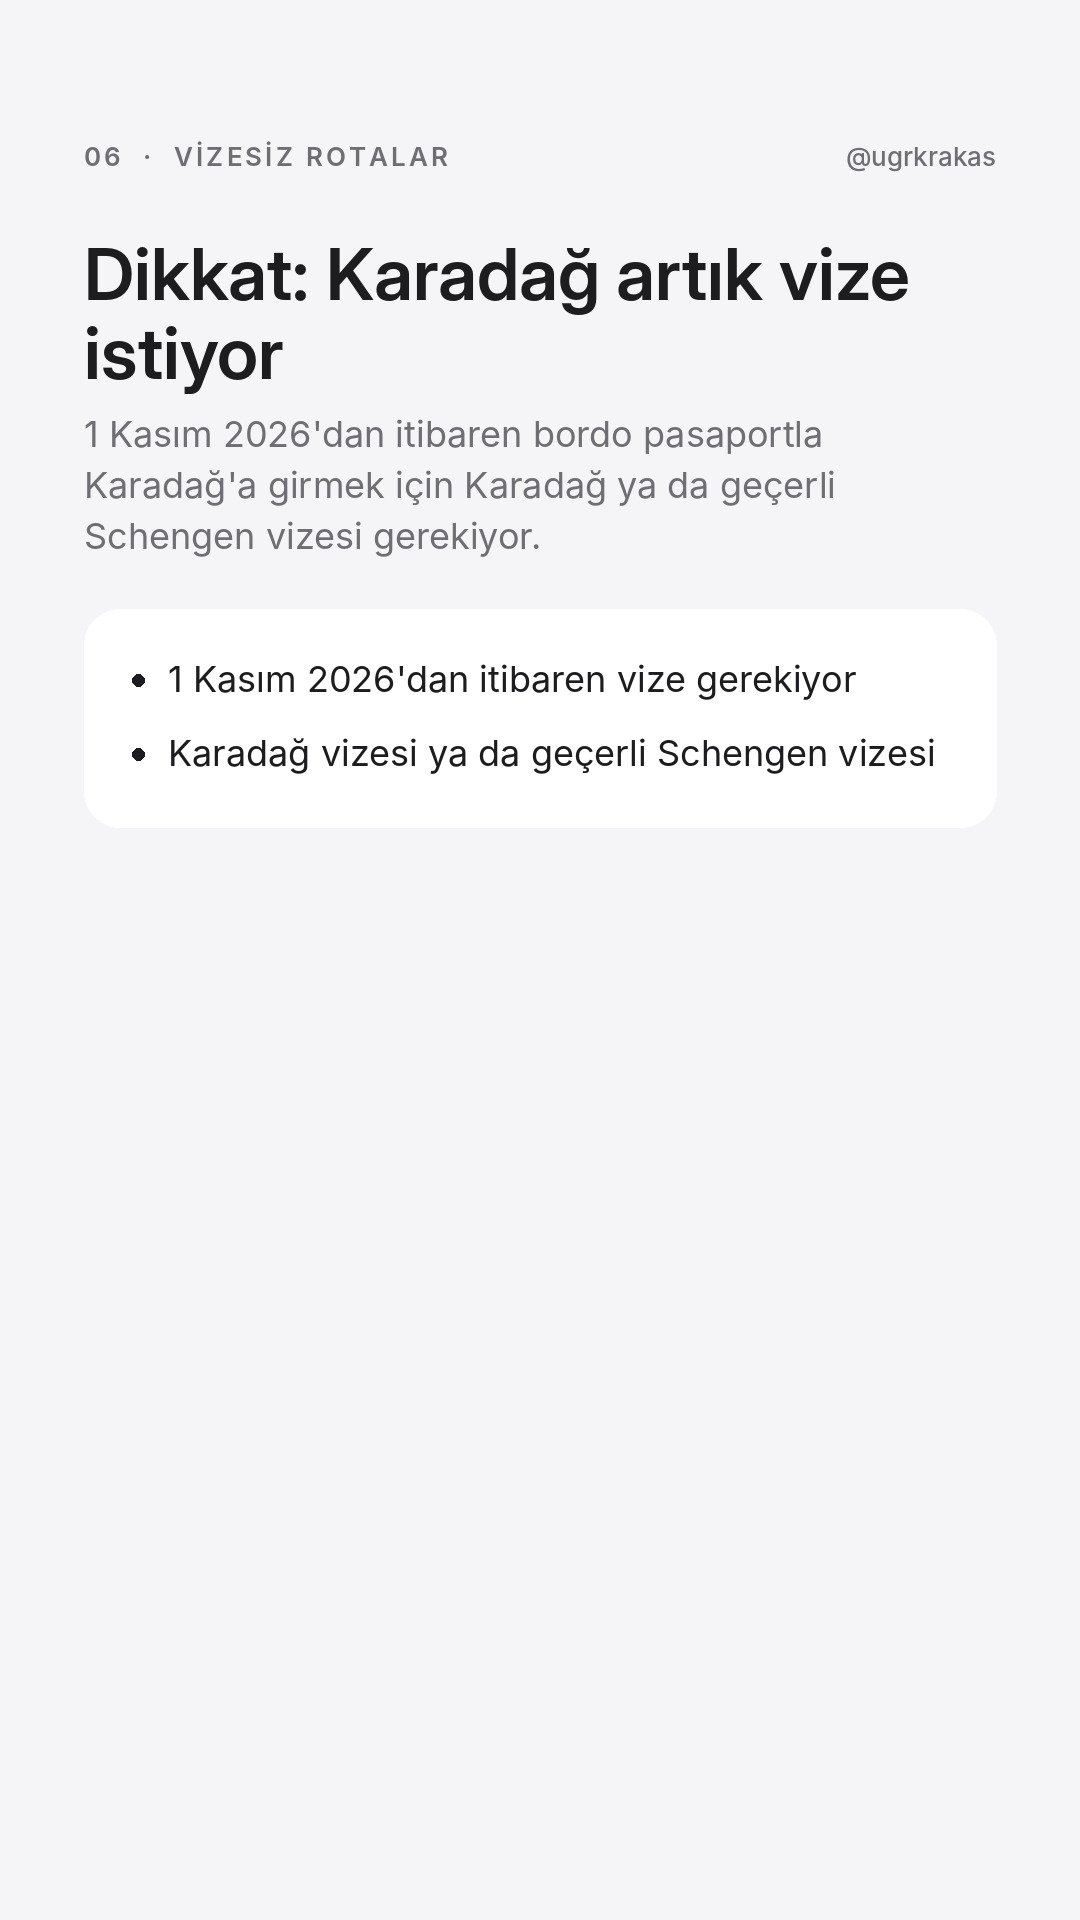 06 · VİZESİZ ROTALAR
@ugrkrakas
Dikkat: Karadağ artık vize
istiyor
1 Kasım 2026'dan itibaren bordo pasaportla
Karadağ'a girmek için Karadağ ya da geçerli
Schengen vizesi gerekiyor.
• 1 Kasım 2026'dan itibaren vize gerekiyor
• Karadağ vizesi ya da geçerli Schengen vizesi